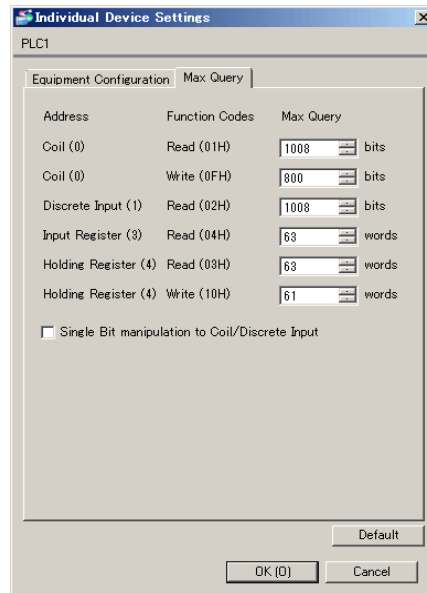 Individual Device Settings
PLC1
Equipment Configuration Max Query
Address Function Codes Max Query
Coil (0) Read (01H) 1008 bits
Coil (0) Write (0FH) 800 bits
Discrete Input (1) Read (02H) 1008 bits
Input Register (3) Read (04H) 63 words
Holding Register (4) Read (03H) 63 words
Holding Register (4) Write (10H) 61 words
Single Bit manipulation to Coil/Discrete Input
Default
OK (O) Cancel